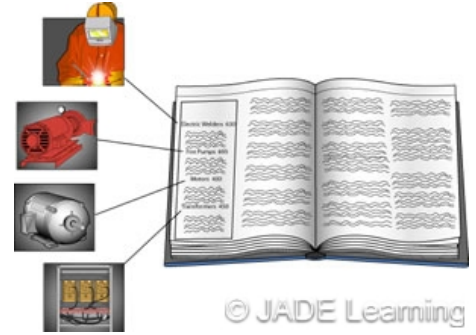 Electric Welders 630
Fire Pumps 695
Motors 430
Transformers 450
© JADE Learning